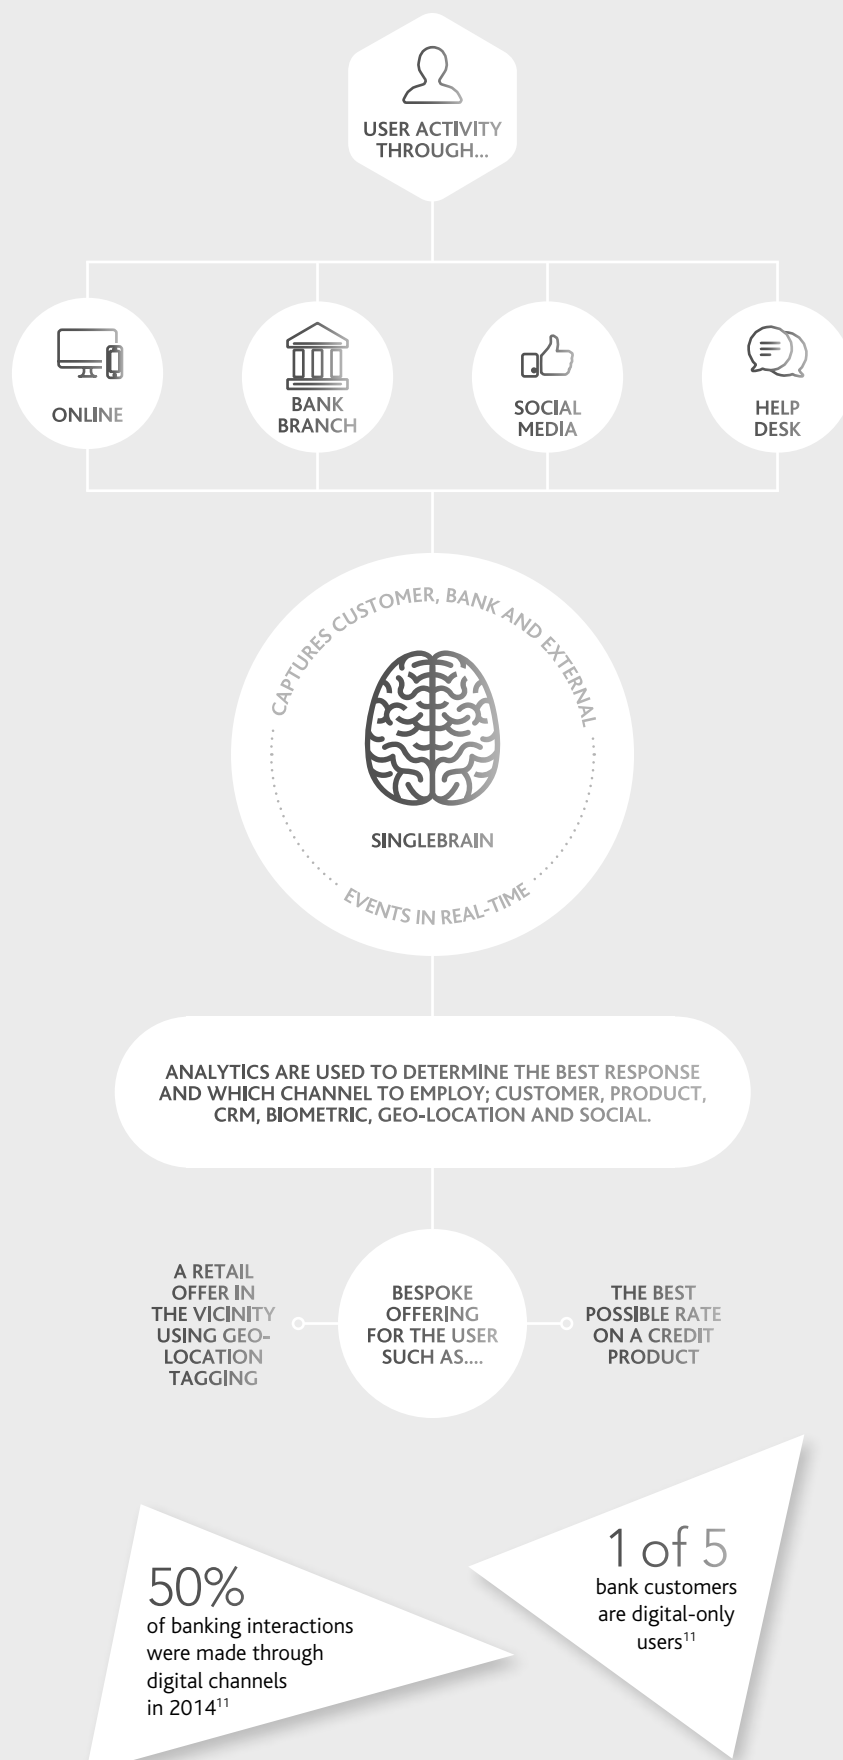 USER ACTIVITY
THROUGH...
ONLINE
BANK
BRANCH
SOCIAL
MEDIA
HELP
DESK
CAPTURES CUSTOMER, BANK AND EXTERNAL
SINGLEBRAIN
EVENTS IN REAL-TIME
ANALYTICS ARE USED TO DETERMINE THE BEST RESPONSE
AND WHICH CHANNEL TO EMPLOY; CUSTOMER, PRODUCT,
CRM, BIOMETRIC, GEO-LOCATION AND SOCIAL.
A RETAIL
OFFER IN
THE VICINITY
USING GEO-
LOCATION
TAGGING
BESPOKE
OFFERING
FOR THE USER
SUCH AS....
THE BEST
POSSIBLE RATE
ON A CREDIT
PRODUCT
50%
of banking interactions
were made through
digital channels
in 2014¹¹
1 of 5
bank customers
are digital-only
users¹¹